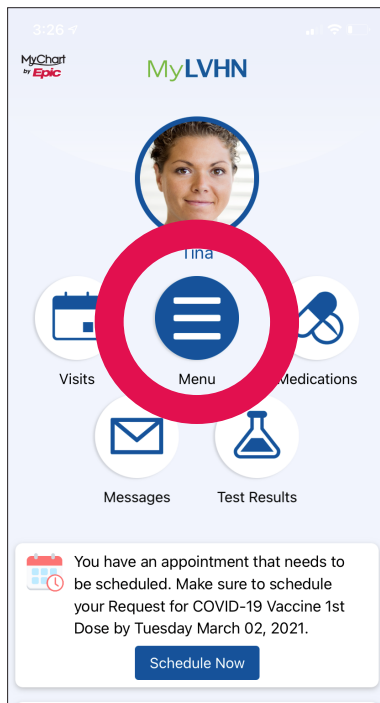 3:26
MyChart
by Epic
MyLVHN
Tina
Visits
Menu
Medications
Messages
Test Results
You have an appointment that needs to
be scheduled. Make sure to schedule
your Request for COVID-19 Vaccine 1st
Dose by Tuesday March 02, 2021.
Schedule Now